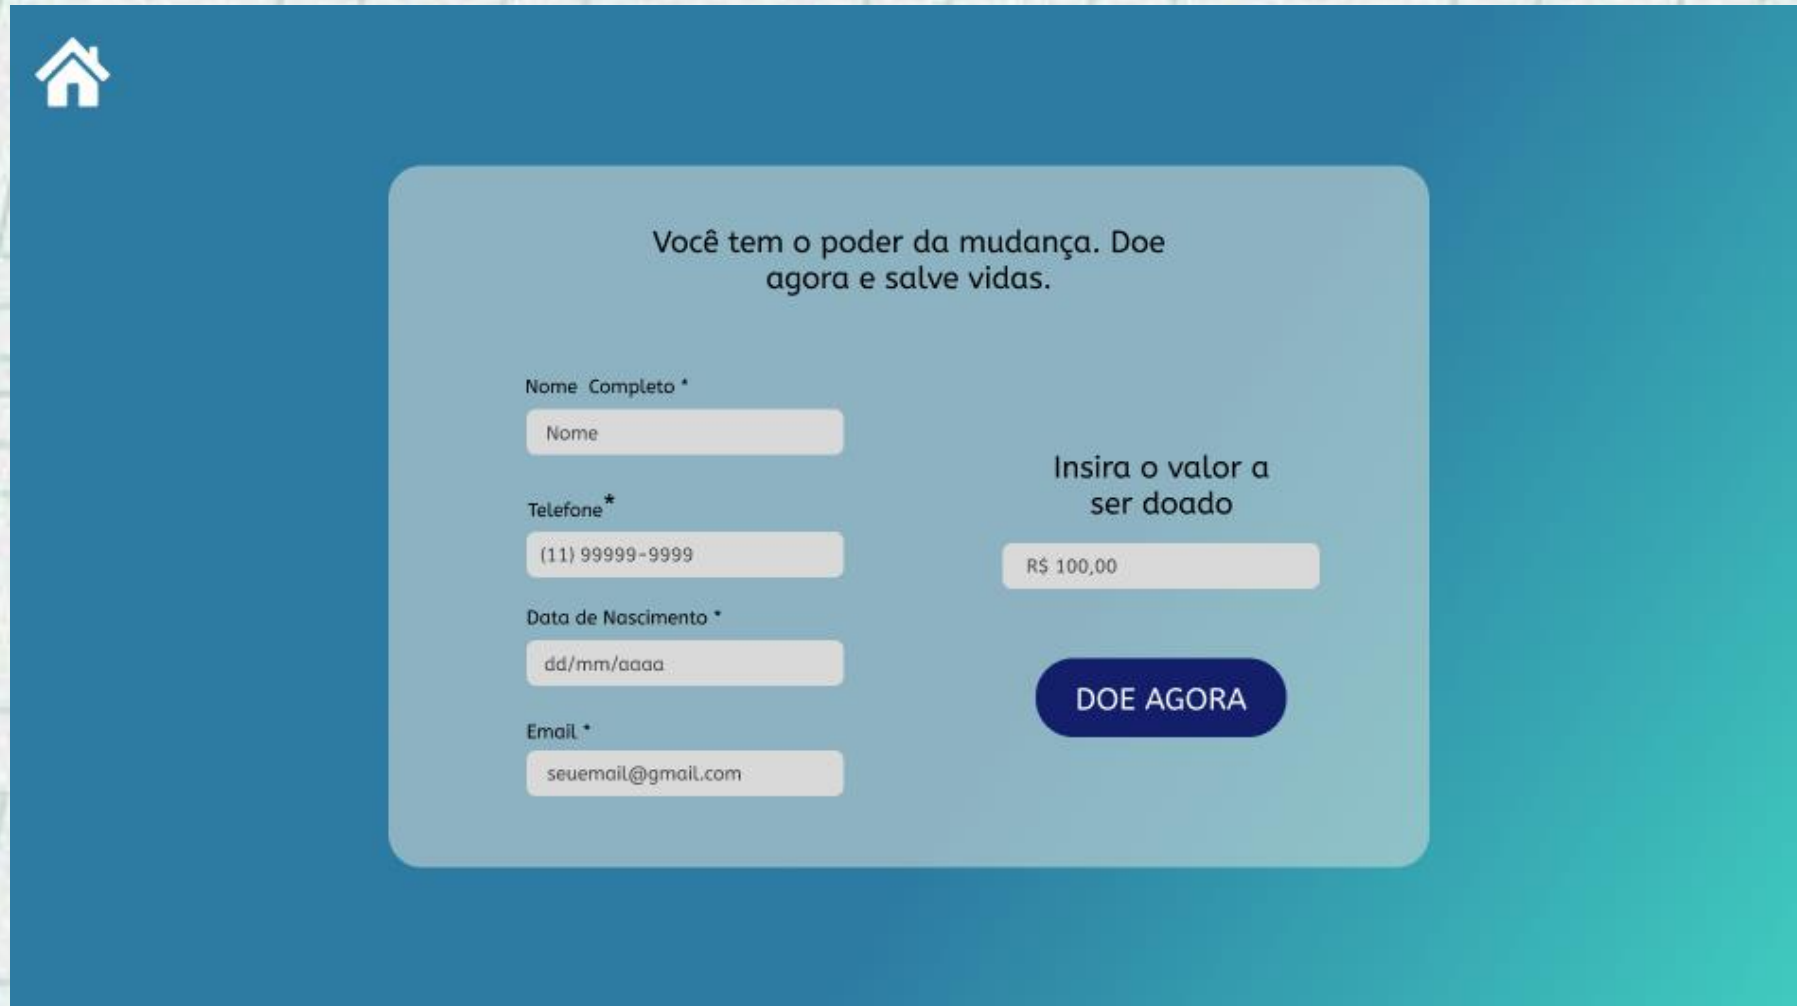 Você tem o poder da mudança. Doe
agora e salve vidas.
Nome Completo *
Nome
Telefone*
(11) 99999-9999
Data de Nascimento *
dd/mm/aaaa
Email *
seuemail@gmail.com
Insira o valor a
ser doado
R$ 100,00
DOE AGORA